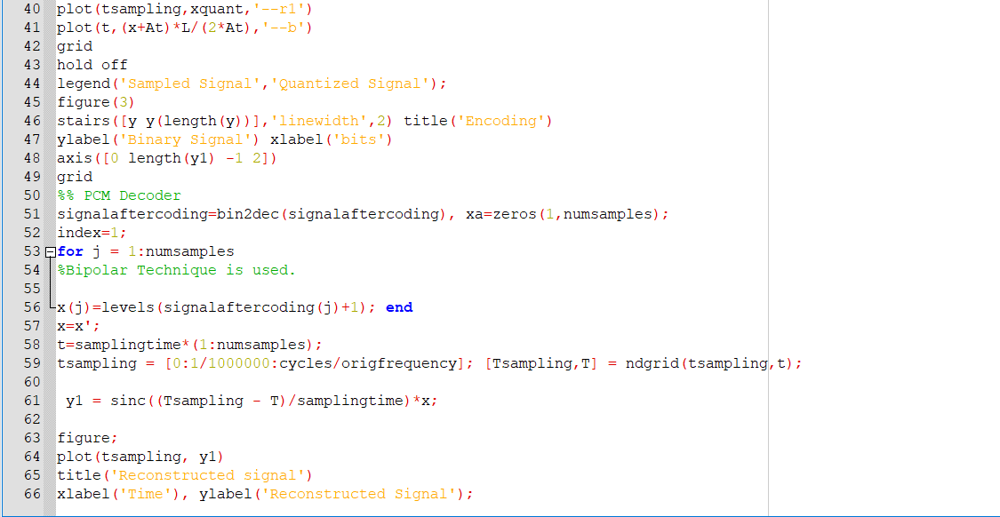 40 plot(tsampling,xquant,'--r1')
41 plot(t,(x+At)*L/(2*At),'--b')
42 grid
43 hold off
44 legend('Sampled Signal','Quantized Signal');
45 figure(3)
46 stairs([y y(length(y))],'linewidth',2) title('Encoding')
47 ylabel('Binary Signal') xlabel('bits')
48 axis([0 length(y1) -1 2])
49 grid
50 %% PCM Decoder
51 signalaftercoding=bin2dec(signalaftercoding), xa=zeros(1,numsamples);
52 index=1;
53 for j = 1:numsamples
54 %Bipolar Technique is used.
55
56 x(j)=levels(signalaftercoding(j)+1); end
57 x=x';
58 t=samplingtime*(1:numsamples);
59 tsampling = [0:1/1000000:cycles/origfrequency]; [Tsampling,T] = ndgrid(tsampling,t);
60
61 y1 = sinc((Tsampling - T)/samplingtime)*x;
62
63 figure;
64 plot(tsampling, y1)
65 title('Reconstructed signal')
66 xlabel('Time'), ylabel('Reconstructed Signal');